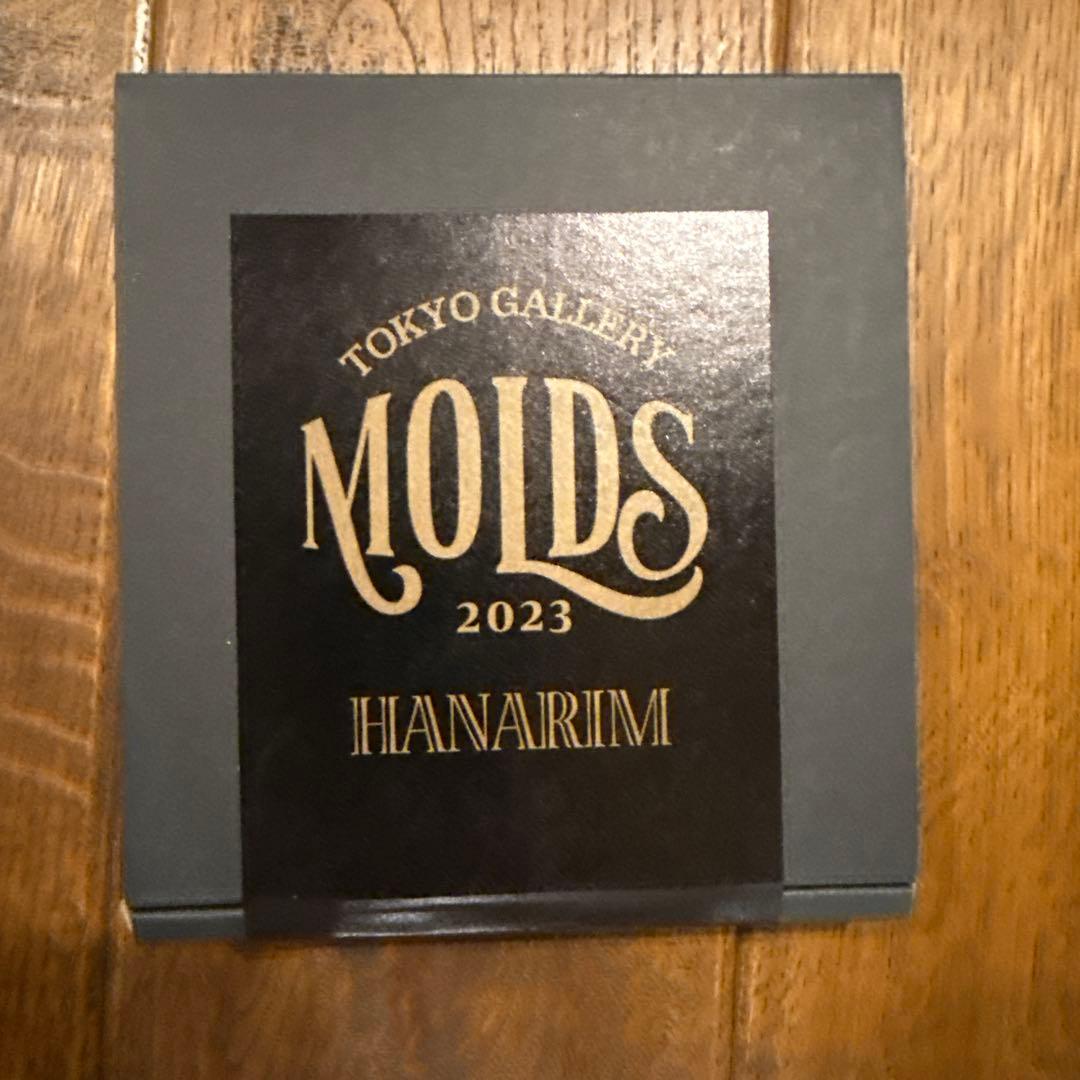 TOKYO GALLERY
MOLDS
2023
HANARIM